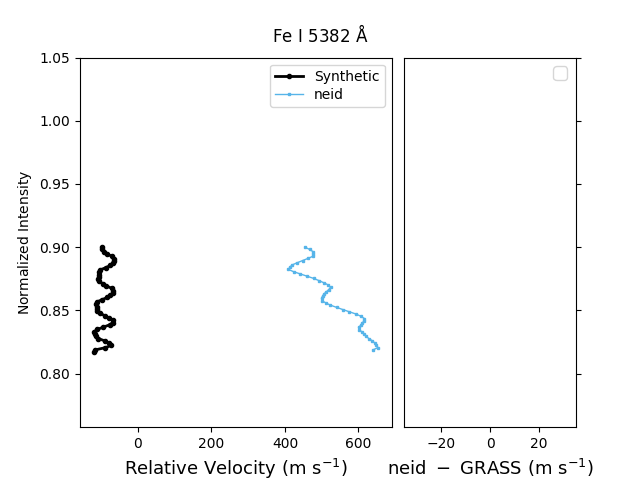 Fe I 5382 Å
Normalized Intensity
1.05
1.00
0.95
0.90
0.85
0.80
Synthetic
neid
0 200 400 600
−20 0 20
Relative Velocity (m s⁻¹)
neid − GRASS (m s⁻¹)